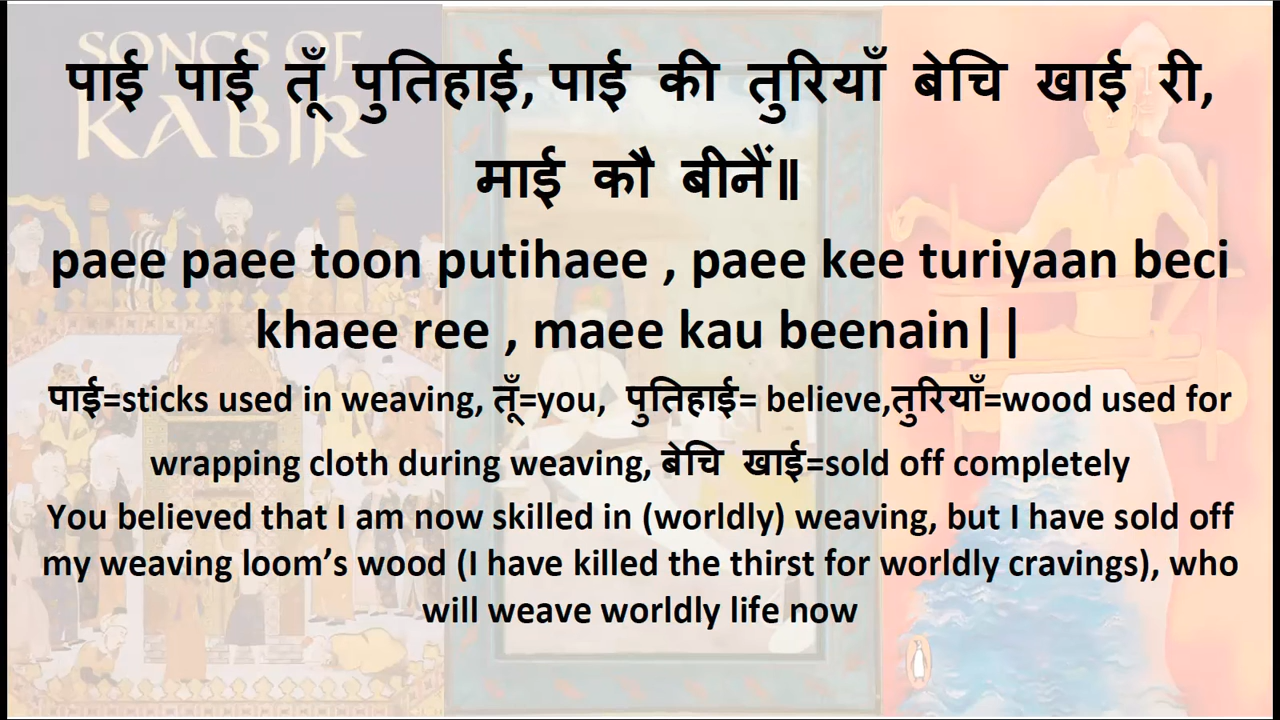 SONGS OF
KABIR
पाई पाई तूँ पुतिहाई, पाई की तुरियाँ बेचि खाई री,
माई कौ बीनैं॥
paee paee toon putihaee , paee kee turiyaan beci
khaee ree , maee kau beenain||
पाई=sticks used in weaving, तूँ=you, पुतिहाई= believe,तुरियाँ=wood used for
wrapping cloth during weaving, बेचि खाई=sold off completely
You believed that I am now skilled in (worldly) weaving, but I have sold off
my weaving loom’s wood (I have killed the thirst for worldly cravings), who
will weave worldly life now